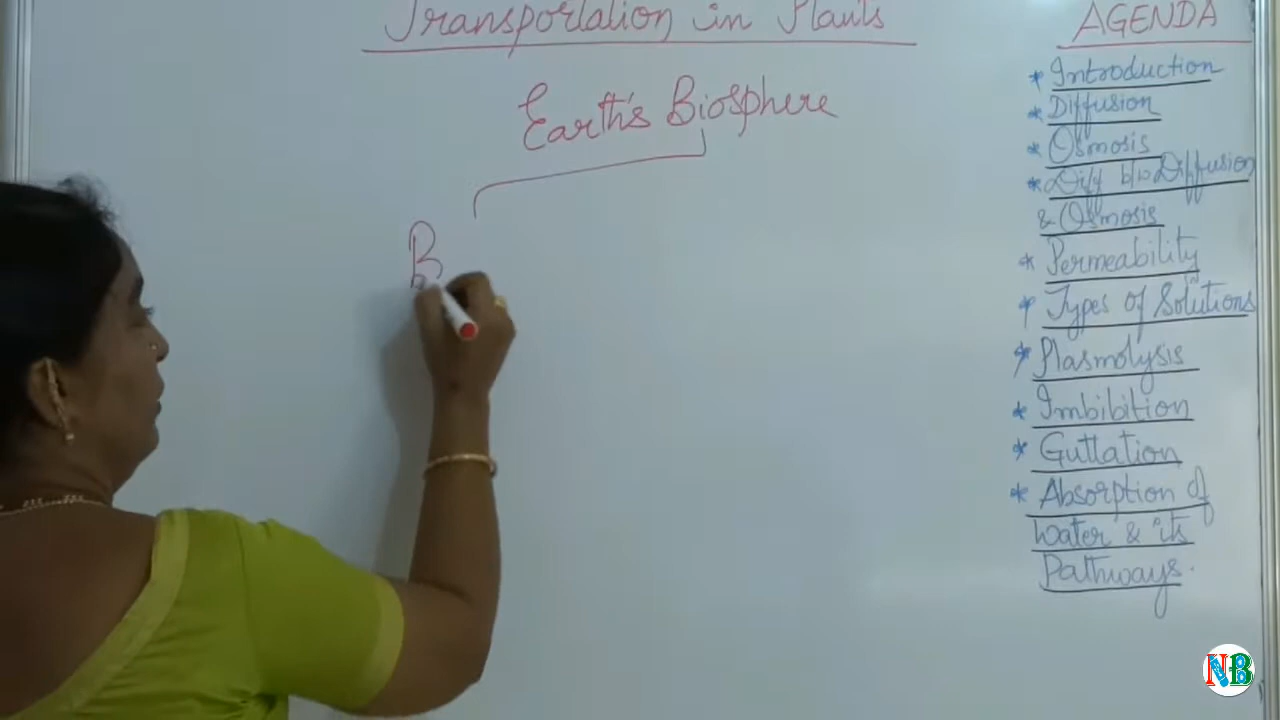 Transportation in Plants
Earth's Biosphere
B
AGENDA
* Introduction
* Diffusion
* Osmosis
* Diff b/w Diffusion
& Osmosis
* Permeability
* Types of Solutions
* Plasmolysis
* Imbibition
* Guttation
* Absorption of
Water & its
Pathways.
NB